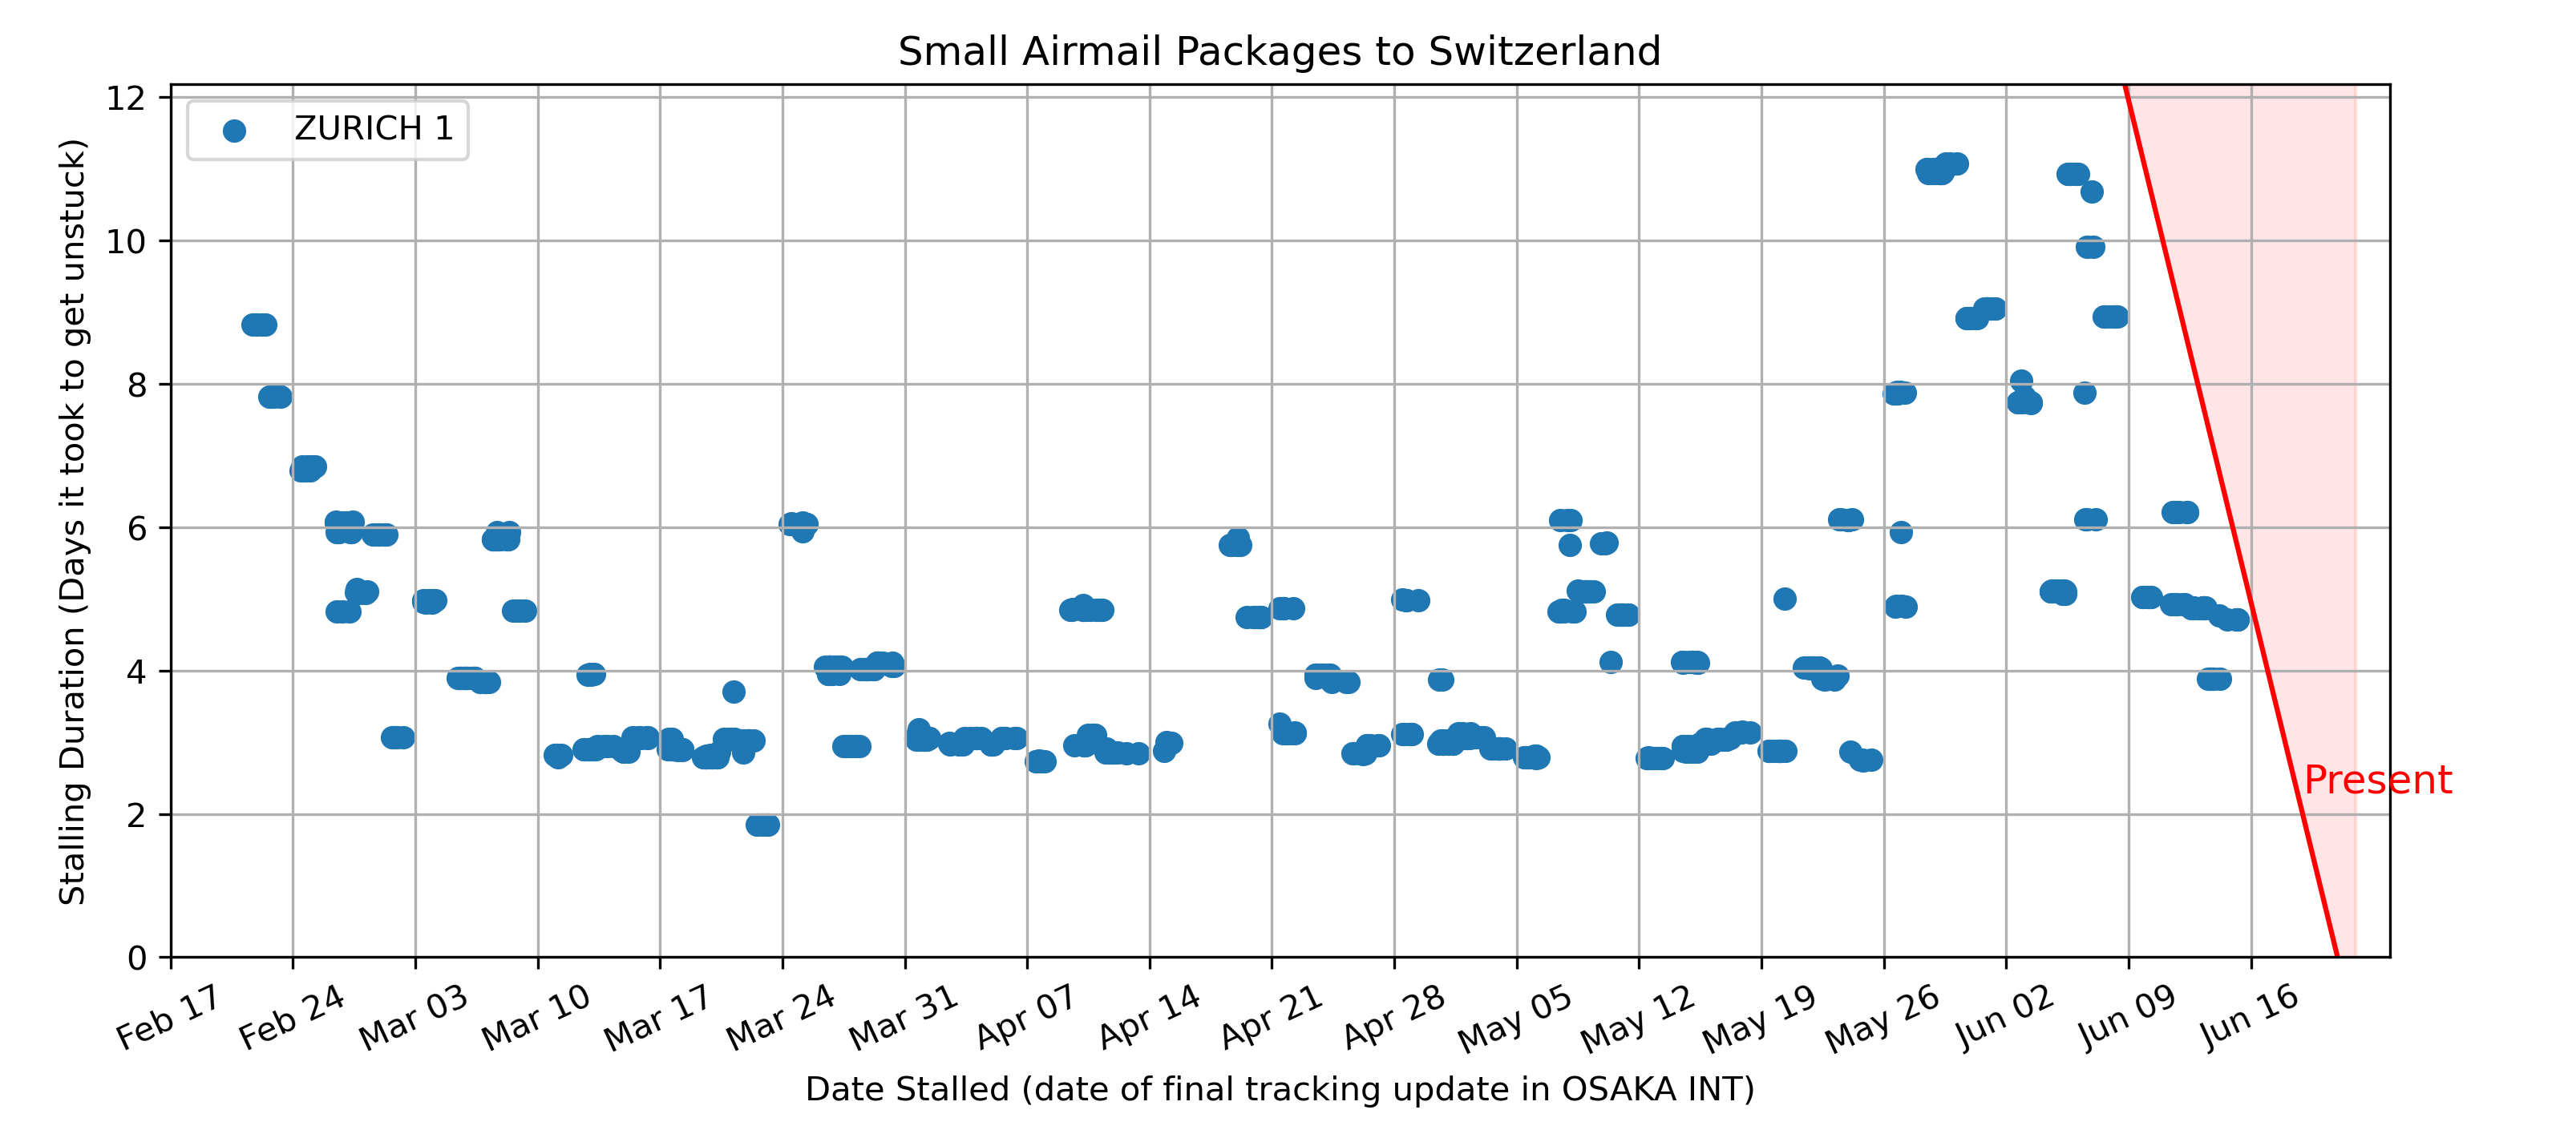 Small Airmail Packages to Switzerland
ZURICH 1
Stalling Duration (Days it took to get unstuck)
12
10
8
6
4
2
0
Present
Feb 17
Feb 24
Mar 03
Mar 10
Mar 17
Mar 24
Mar 31
Apr 07
Apr 14
Apr 21
Apr 28
May 05
May 12
May 19
May 26
Jun 02
Jun 09
Jun 16
Date Stalled (date of final tracking update in OSAKA INT)